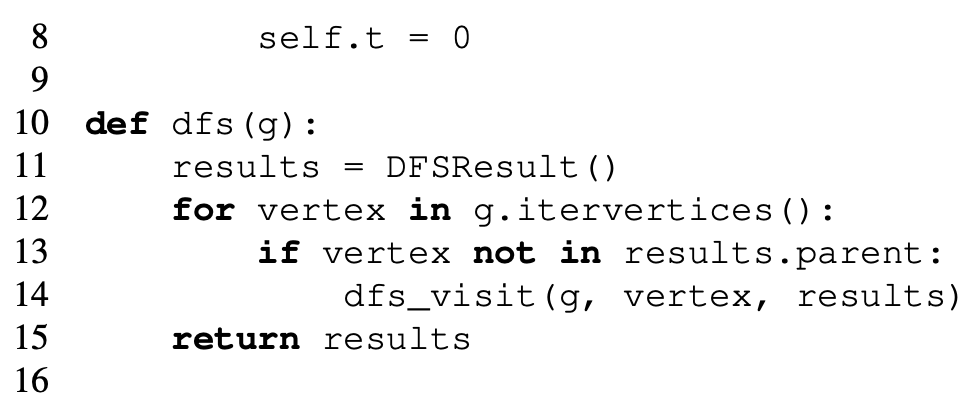 8         self.t = 0
9
10 def dfs(g):
11     results = DFSResult()
12     for vertex in g.itervertices():
13         if vertex not in results.parent:
14             dfs_visit(g, vertex, results)
15     return results
16